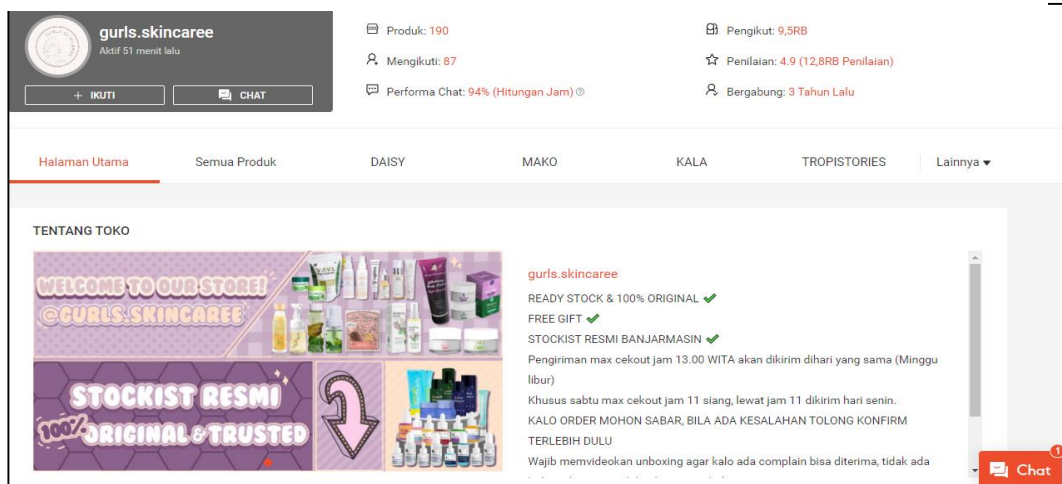 gurls.skincaree
Aktif 51 menit lalu
+ IKUTI
CHAT
Produk: 190
Mengikuti: 87
Performa Chat: 94% (Hitungan Jam)
Pengikut: 9,5RB
Penilaian: 4.9 (12,8RB Penilaian)
Bergabung: 3 Tahun Lalu
Halaman Utama
Semua Produk
DAISY
MAKO
KALA
TROPISTORIES
Lainnya
TENTANG TOKO
WELCOME TO OUR STORE!
@GURLS.SKINCAREE
STOCKIST RESMI
100% ORIGINAL & TRUSTED
gurls.skincaree
READY STOCK & 100% ORIGINAL ✔
FREE GIFT ✔
STOCKIST RESMI BANJARMASIN ✔
Pengiriman max cekout jam 13.00 WITA akan dikirim dihari yang sama (Minggu
libur)
Khusus sabtu max cekout jam 11 siang, lewat jam 11 dikirim hari senin.
KALO ORDER MOHON SABAR, BILA ADA KESALAHAN TOLONG KONFIRM
TERLEBIH DULU
Wajib memvideokan unboxing agar kalo ada complain bisa diterima, tidak ada
Chat
1